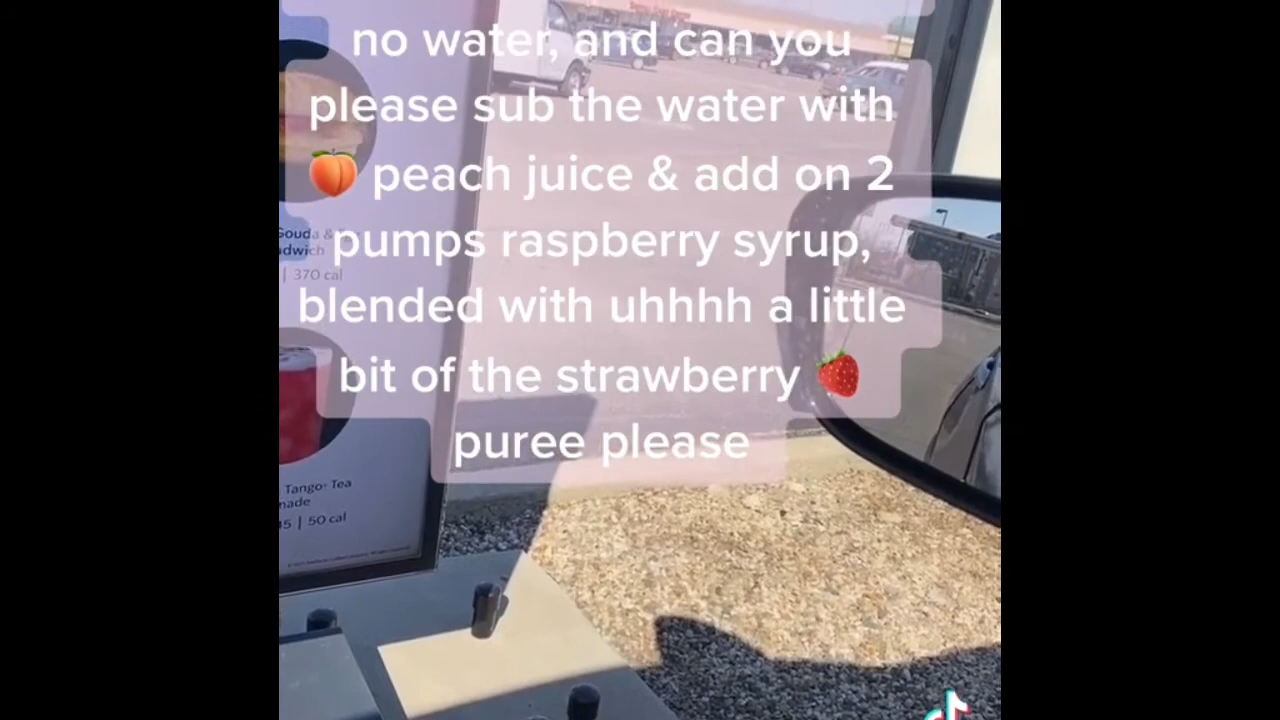 no water, and can you
please sub the water with
🍑 peach juice & add on 2
pumps raspberry syrup,
blended with uhhhh a little
bit of the strawberry 🍓
puree please
Gouda &
| 370 cal
Tango Tea
| 50 cal